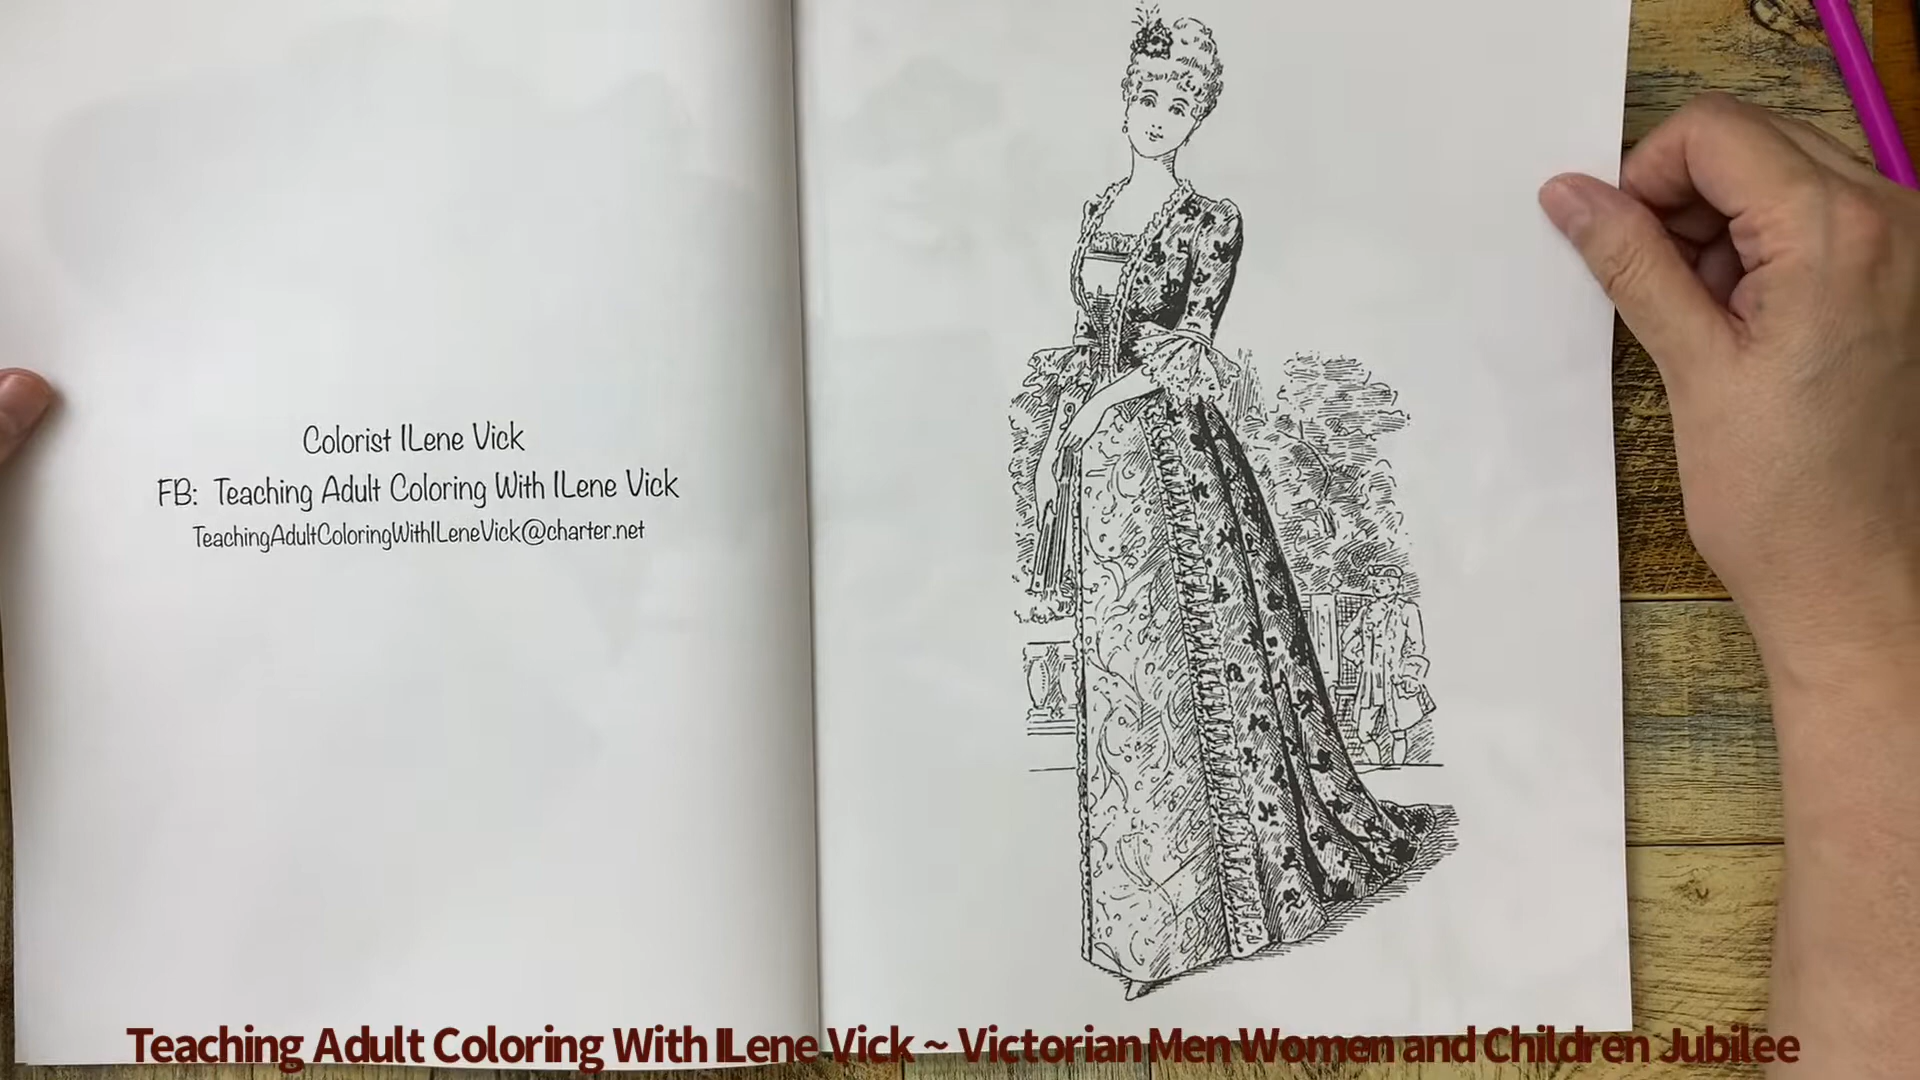 Colorist ILene Vick
FB: Teaching Adult Coloring With ILene Vick
TeachingAdultColoringWithILeneVick@charter.net
Teaching Adult Coloring With ILene Vick ~ Victorian Men Women and Children Jubilee